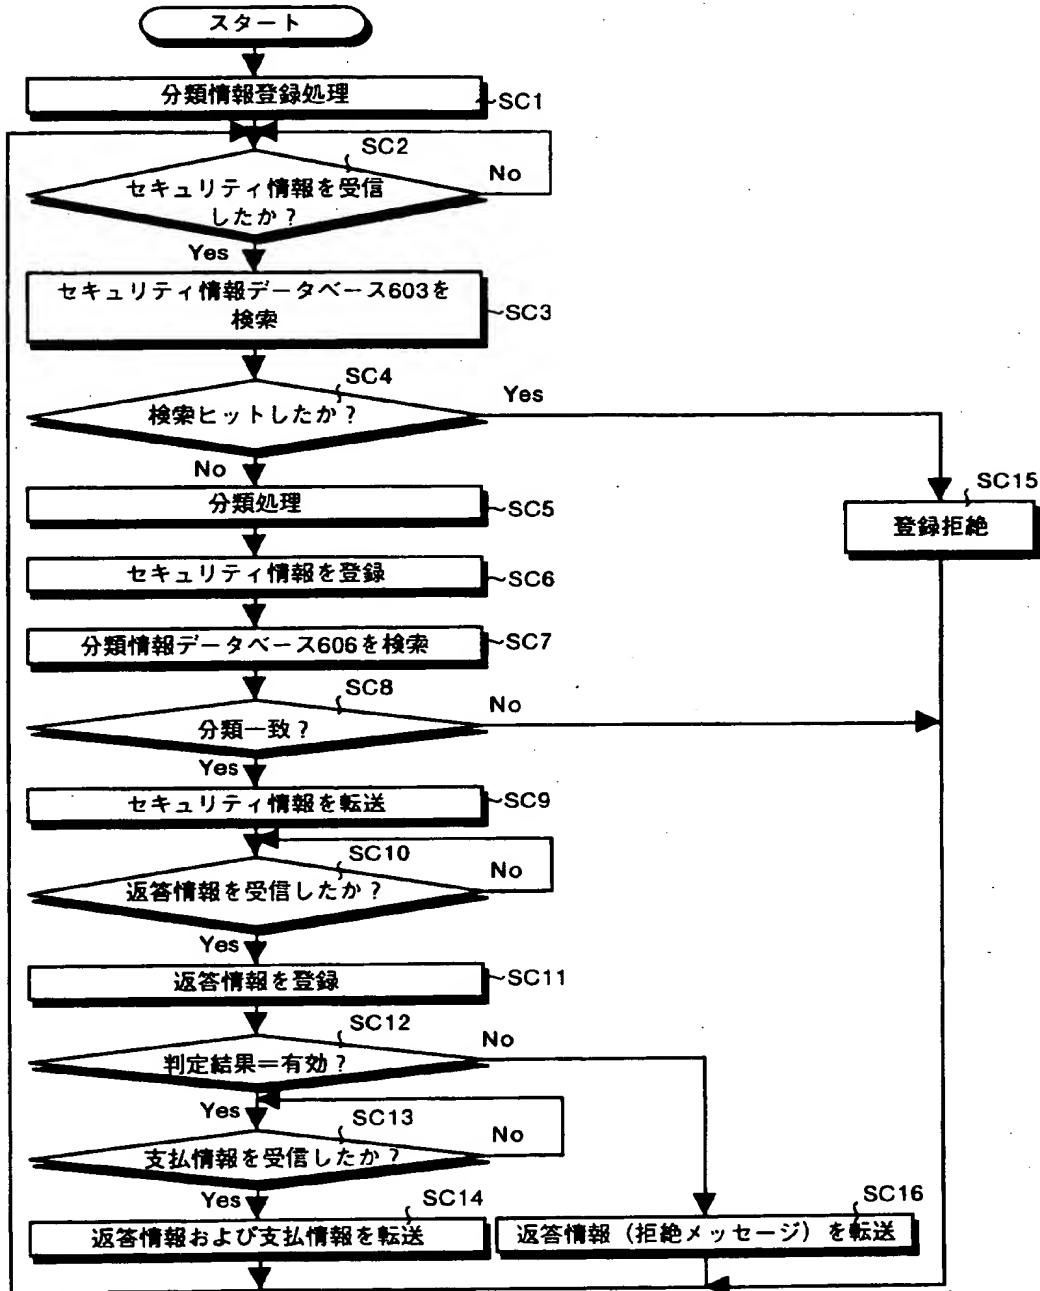 スタート
分類情報登録処理
SC1
SC2
セキュリティ情報を受信
したか？
No
Yes
セキュリティ情報データベース603を
検索
SC3
SC4
検索ヒットしたか？
Yes
No
分類処理
SC5
SC15
登録拒絶
セキュリティ情報を登録
SC6
分類情報データベース606を検索
SC7
SC8
分類一致？
No
Yes
セキュリティ情報を転送
SC9
SC10
返答情報を受信したか？
No
Yes
返答情報を登録
SC11
SC12
判定結果＝有効？
No
Yes
SC13
支払情報を受信したか？
No
Yes
SC14
返答情報および支払情報を転送
SC16
返答情報（拒絶メッセージ）を転送